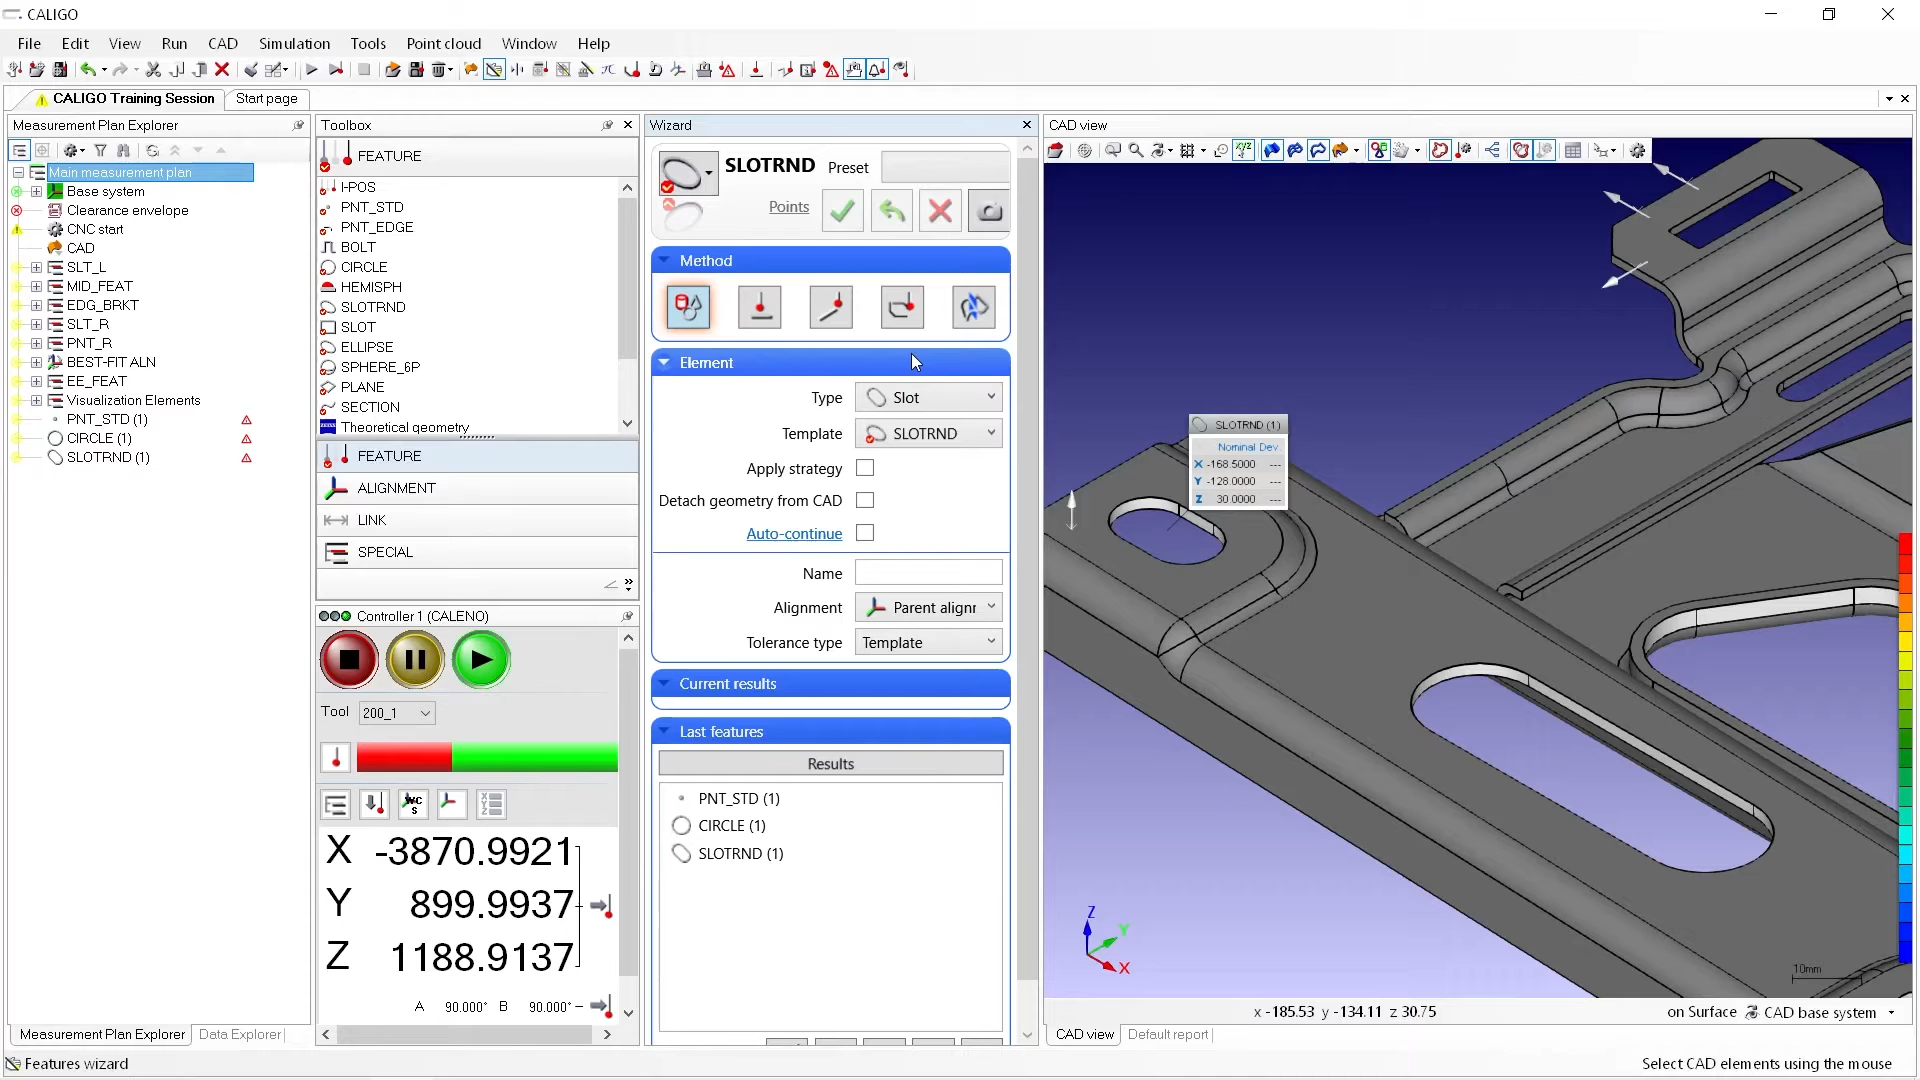 CALIGO
File Edit View Run CAD Simulation Tools Point cloud Window Help
CALIGO Training Session Start page
Measurement Plan Explorer
Main measurement plan
Base system
Clearance envelope
CNC start
CAD
SLT_L
MID_FEAT
EDG_BRKT
SLT_R
PNT_R
BEST-FIT ALN
EE_FEAT
Visualization Elements
PNT_STD (1)
CIRCLE (1)
SLOTRND (1)
Measurement Plan Explorer Data Explorer
Toolbox
FEATURE
I-POS
PNT_STD
PNT_EDGE
BOLT
CIRCLE
HEMISPH
SLOTRND
SLOT
ELLIPSE
SPHERE_6P
PLANE
SECTION
Theoretical geometry
FEATURE
ALIGNMENT
LINK
SPECIAL
Controller 1 (CALENO)
Tool 200_1
WC
S
X -3870.9921
Y 899.9937
Z 1188.9137
A 90.000° B 90.000°
Wizard
SLOTRND Preset
Points
Method
Element
Type Slot
Template SLOTRND
Apply strategy
Detach geometry from CAD
Auto-continue
Name
Alignment Parent alignr
Tolerance type Template
Current results
Last features
Results
PNT_STD (1)
CIRCLE (1)
SLOTRND (1)
CAD view
SLOTRND (1)
Nominal Dev
X -168.5000 ---
Y -128.0000 ---
Z 30.0000 ---
Z
Y
X
10mm
x -185.53 y -134.11 z 30.75
on Surface CAD base system
CAD view Default report
Features wizard
Select CAD elements using the mouse